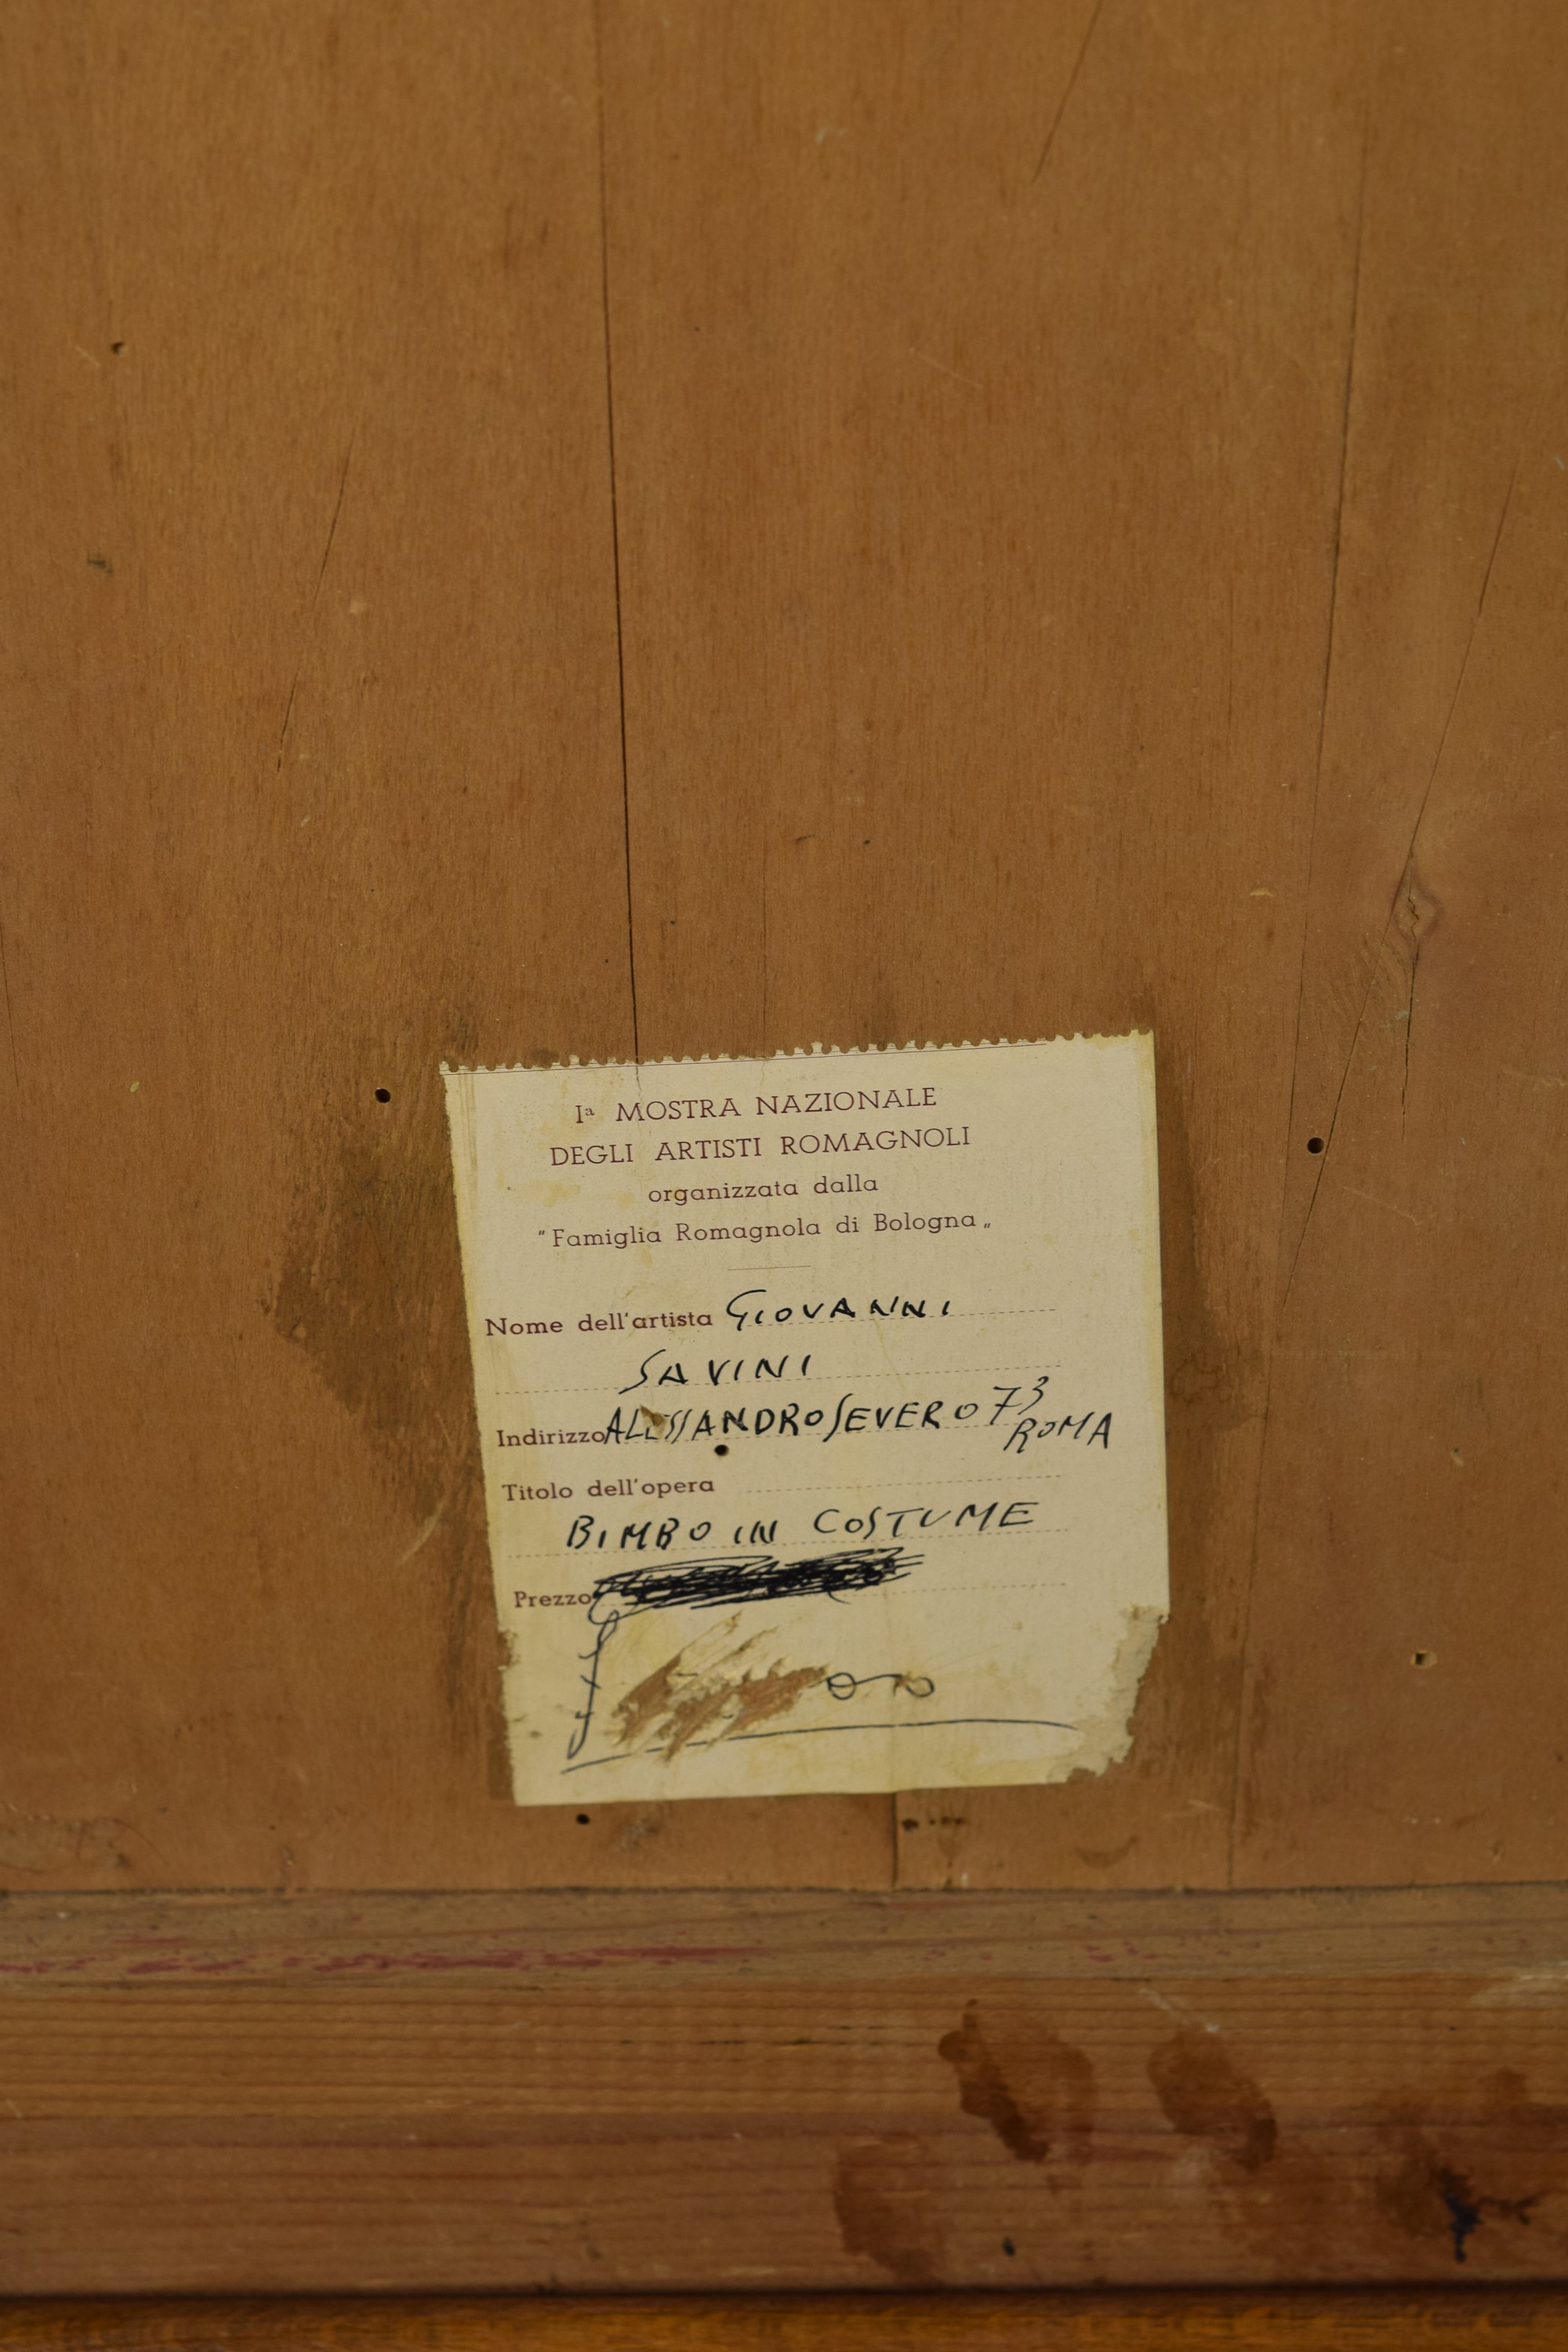 Iª MOSTRA NAZIONALE
DEGLI ARTISTI ROMAGNOLI
organizzata dalla
"Famiglia Romagnola di Bologna„
Nome dell'artista GIOVANNI
SAVINI
Indirizzo ALESSANDRO SEVERO 73
ROMA
Titolo dell'opera
BIMBO IN COSTUME
Prezzo